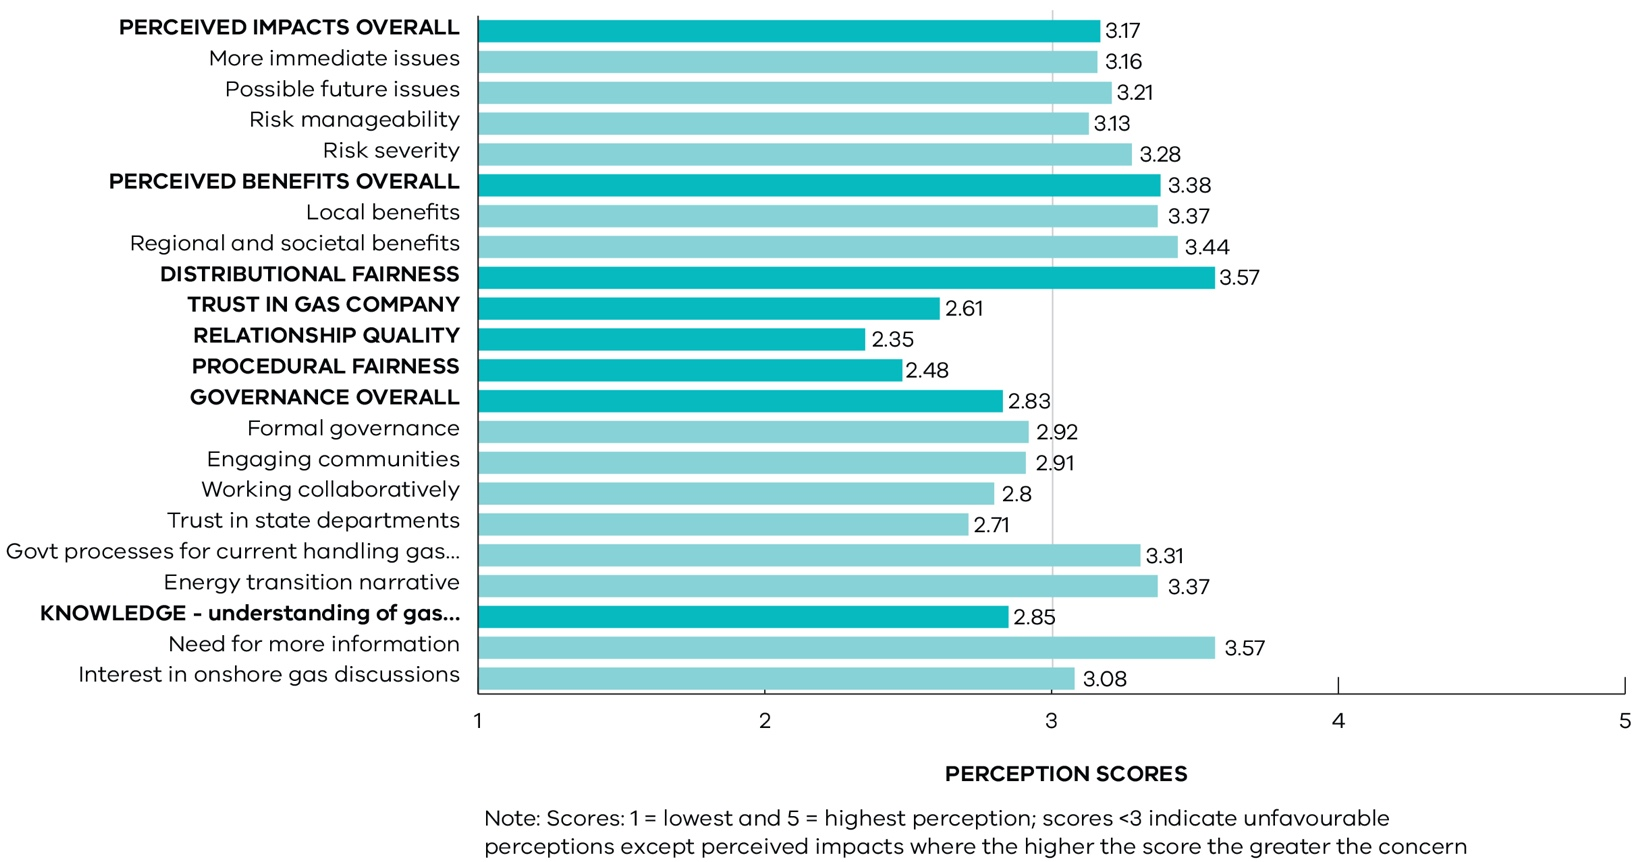 PERCEIVED IMPACTS OVERALL 3.17
More immediate issues 3.16
Possible future issues 3.21
Risk manageability 3.13
Risk severity 3.28
PERCEIVED BENEFITS OVERALL 3.38
Local benefits 3.37
Regional and societal benefits 3.44
DISTRIBUTIONAL FAIRNESS 3.57
TRUST IN GAS COMPANY 2.61
RELATIONSHIP QUALITY 2.35
PROCEDURAL FAIRNESS 2.48
GOVERNANCE OVERALL 2.83
Formal governance 2.92
Engaging communities 2.91
Working collaboratively 2.8
Trust in state departments 2.71
Govt processes for current handling gas... 3.31
Energy transition narrative 3.37
KNOWLEDGE - understanding of gas... 2.85
Need for more information 3.57
Interest in onshore gas discussions 3.08
1 2 3 4 5
PERCEPTION SCORES
Note: Scores: 1 = lowest and 5 = highest perception; scores <3 indicate unfavourable
perceptions except perceived impacts where the higher the score the greater the concern